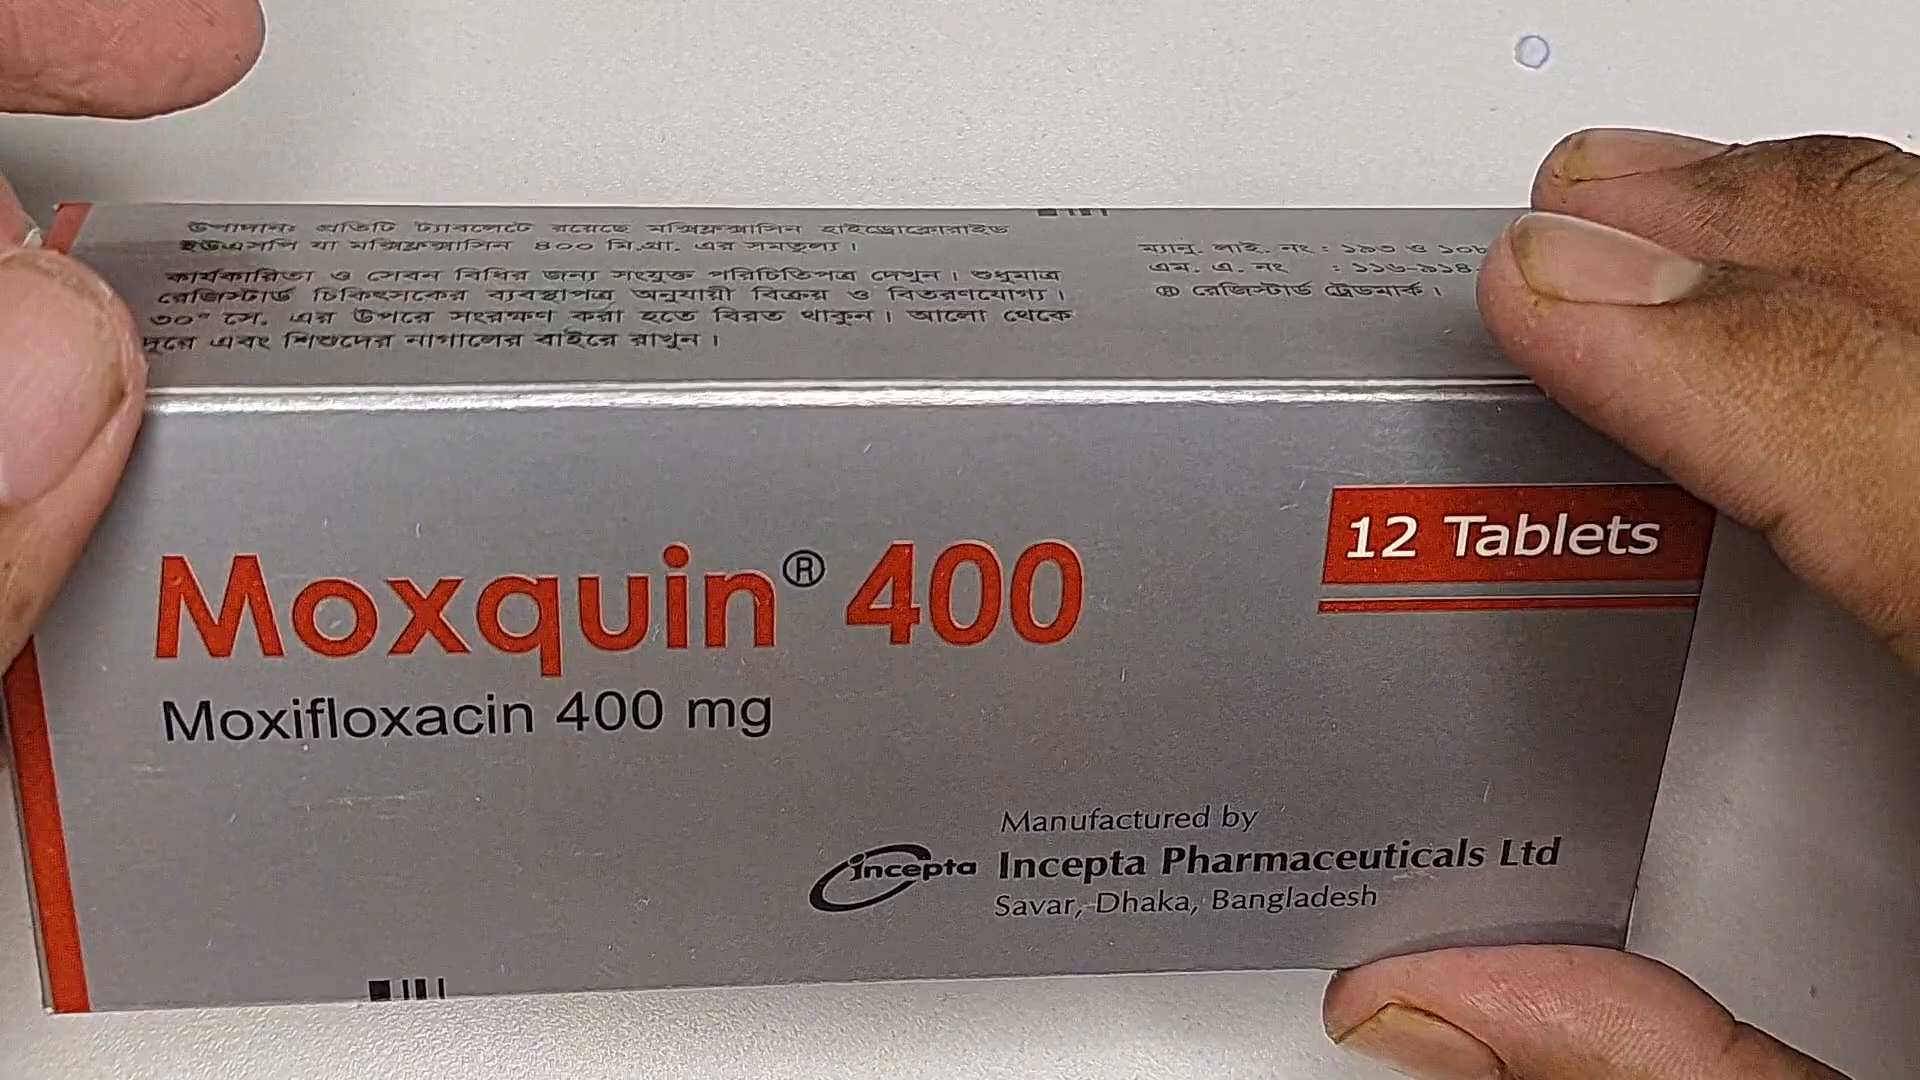 উপাদানঃ প্রতিটি ট্যাবলেটে রয়েছে মক্সিফ্লক্সাসিন হাইড্রোক্লোরাইড
ইউএসপি যা মক্সিফ্লক্সাসিন ৪০০ মি.গ্রা. এর সমতুল্য।
কার্যকারিতা ও সেবন বিধির জন্য সংযুক্ত পরিচিতিপত্র দেখুন। শুধুমাত্র
রেজিস্টার্ড চিকিৎসকের ব্যবস্থাপত্র অনুযায়ী বিক্রয় ও বিতরণযোগ্য।
৩০° সে. এর উপরে সংরক্ষণ করা হতে বিরত থাকুন। আলো থেকে
দূরে এবং শিশুদের নাগালের বাইরে রাখুন।
ম্যানু. লাই. নং : ১৯৩ ও
এম. এ. নং :
® রেজিস্টার্ড ট্রেডমার্ক।
Moxquin® 400
Moxifloxacin 400 mg
12 Tablets
Manufactured by
incepta Incepta Pharmaceuticals Ltd
Savar, Dhaka, Bangladesh